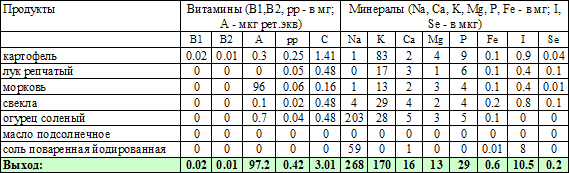 Продукты Витамины (B1,B2, pp - в мг; Минералы (Na, Ca, K, Mg, P, Fe - в мг; I,
А - мкг рет.экв) Se - в мкг)
B1 B2 A pp C Na K Ca Mg P Fe I Se
картофель 0.02 0.01 0.3 0.25 1.41 1 83 2 4 9 0.1 0.9 0.04
лук репчатый 0 0 0 0.05 0.48 0 17 3 1 6 0.1 0.4 0.1
морковь 0 0 96 0.06 0.16 1 13 2 3 4 0.1 0.4 0.01
свекла 0 0 0.1 0.02 0.48 4 29 4 2 4 0.2 0.8 0.1
огурец соленый 0 0 0.7 0.04 0.48 203 28 5 3 5 0.1 0 0
масло подсолнечное 0 0 0 0 0 0 0 0 0 0 0 0 0
соль поваренная йодированная 0 0 0 0 0 59 0 1 0 0 0.01 8 0
Выход: 0.02 0.01 97.2 0.42 3.01 268 170 16 13 29 0.6 10.5 0.2